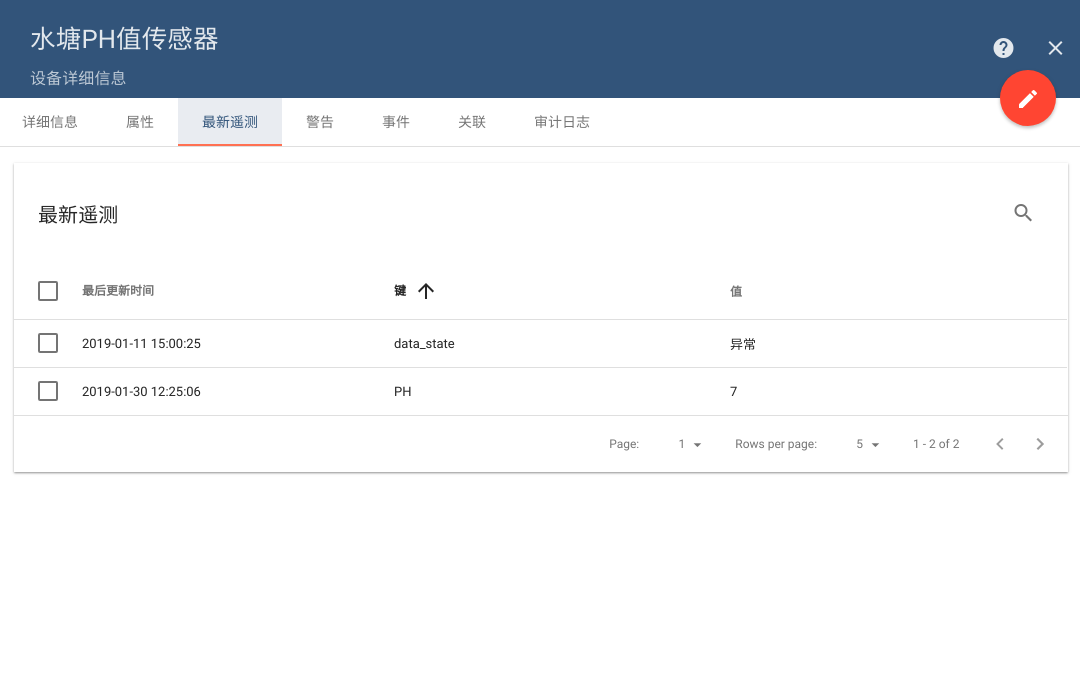 水塘PH值传感器
设备详细信息
详细信息 属性 最新遥测 警告 事件 关联 审计日志
最新遥测
最后更新时间 键 值
2019-01-11 15:00:25 data_state 异常
2019-01-30 12:25:06 PH 7
Page: 1 Rows per page: 5 1 - 2 of 2